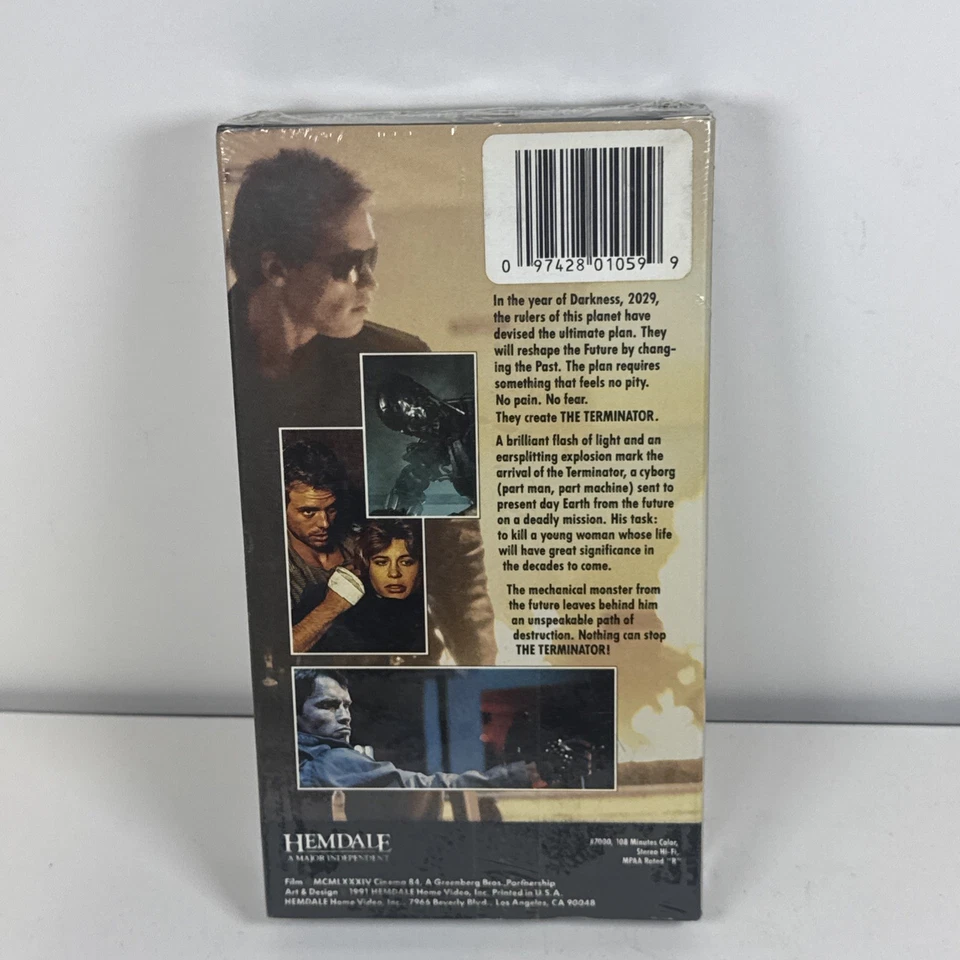 0 97428 01059 9
In the year of Darkness, 2029,
the rulers of this planet have
devised the ultimate plan. They
will reshape the Future by chang-
ing the Past. The plan requires
something that feels no pity.
No pain. No fear.
They create THE TERMINATOR.
A brilliant flash of light and an
earsplitting explosion mark the
arrival of the Terminator, a cyborg
(part man, part machine) sent to
present day Earth from the future
on a deadly mission. His task:
to kill a young woman whose life
will have great significance in
the decades to come.
The mechanical monster from
the future leaves behind him
an unspeakable path of
destruction. Nothing can stop
THE TERMINATOR!
HEMDALE
A MAJOR INDEPENDENT
#7000, 108 Minutes Color,
Stereo Hi-Fi.
MPAA Rated "R"
Film MCMLXXXIV Cinema 84, A Greenberg Bros. Partnership
Art & Design 1991 HEMDALE Home Video, Inc. Printed in U.S.A.
HEMDALE Home Video, Inc. 7966 Beverly Blvd., Los Angeles, CA 90048